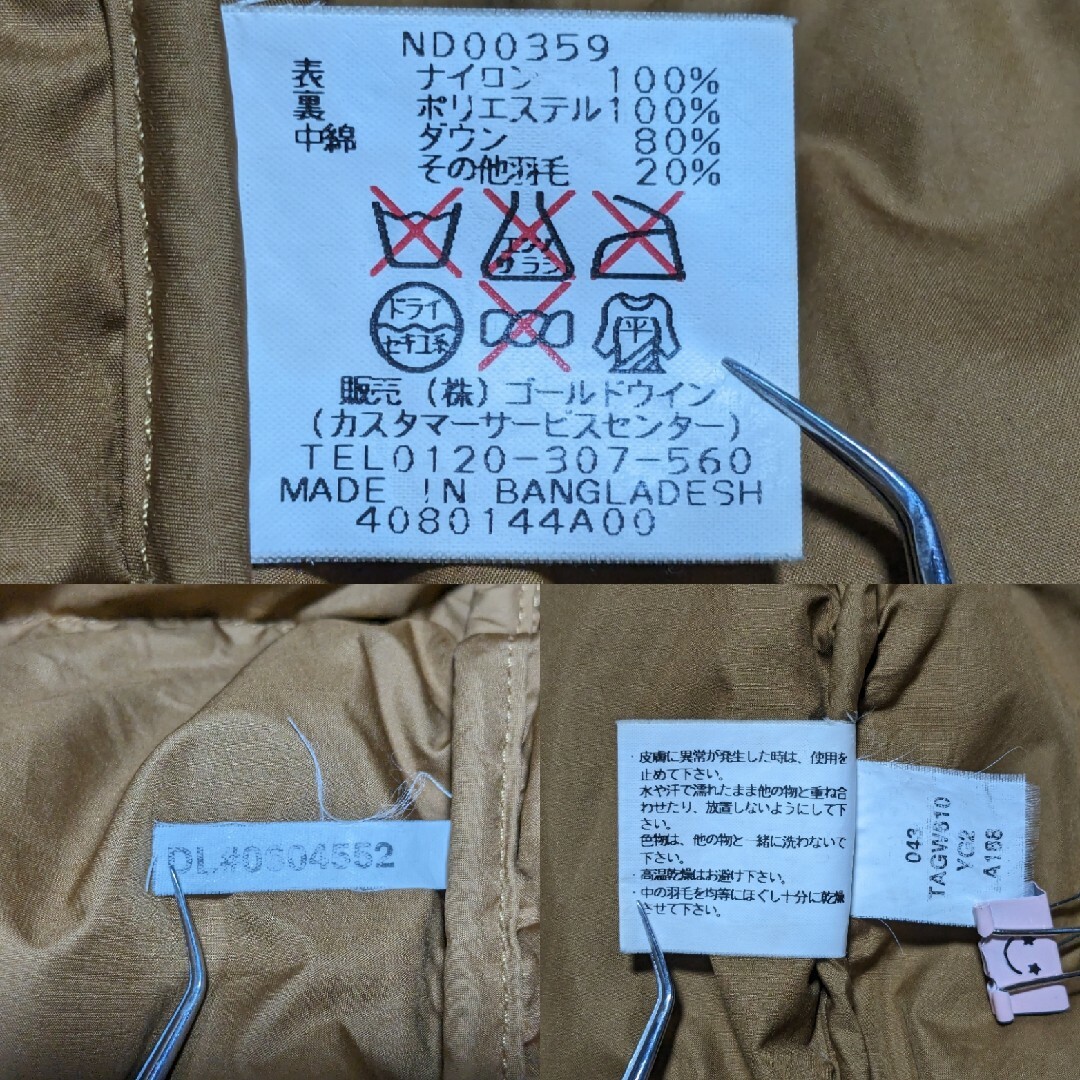 ND00359
表 ナイロン 100%
裏 ポリエステル100%
中綿 ダウン 80%
その他羽毛 20%
エンソ
サラシ
ドライ
セキユ系
平
販売（株）ゴールドウイン
（カスタマーサービスセンター）
TEL0120-307-560
MADE IN BANGLADESH
4080144A00
DL#0604552
・皮膚に異常が発生した時は、使用を
止めて下さい。
水や汗で濡れたまま他の物と重ね合
わせたり、放置しないようにして下
さい。
色物は、他の物と一緒に洗わないで
下さい。
・高温乾燥はお避け下さい。
・中の羽毛を均等にほぐし十分に乾燥
させて下さい。
043
TAGW610
YG2
A188